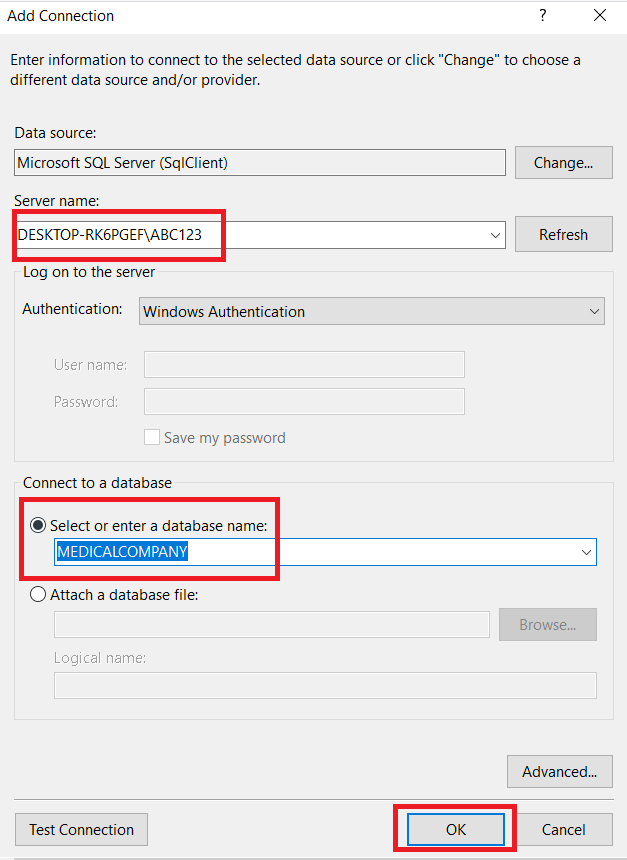 Add Connection
?
Enter information to connect to the selected data source or click "Change" to choose a
different data source and/or provider.
Data source:
Microsoft SQL Server (SqlClient)
Change...
Server name:
DESKTOP-RK6PGEF\ABC123
Refresh
Log on to the server
Authentication:
Windows Authentication
User name:
Password:
Save my password
Connect to a database
Select or enter a database name:
MEDICALCOMPANY
Attach a database file:
Browse...
Logical name:
Advanced...
Test Connection
OK
Cancel